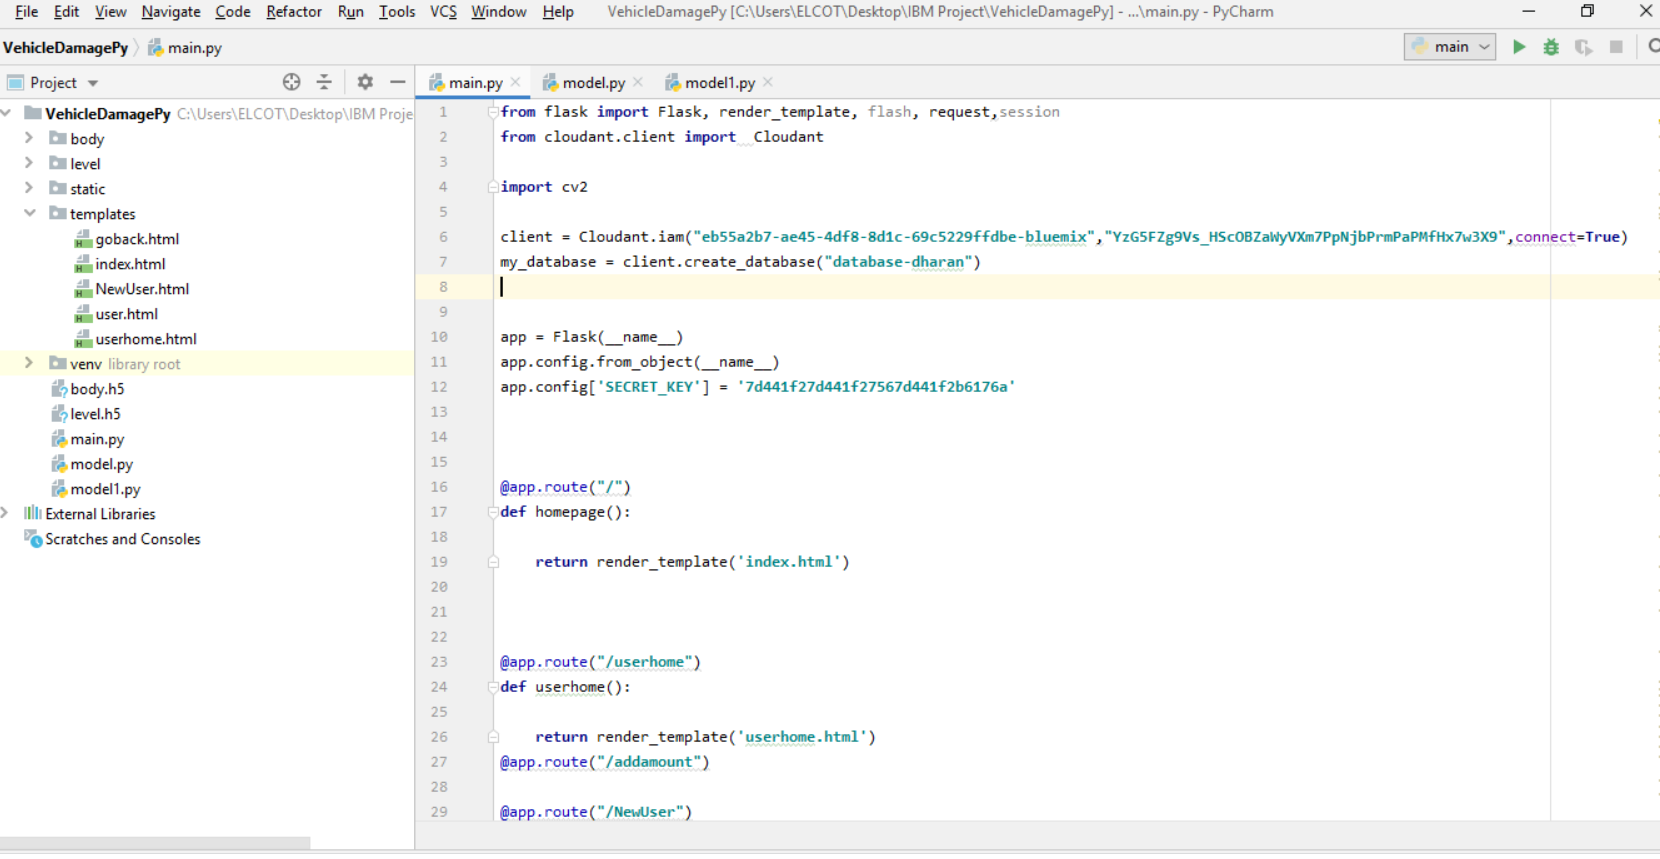 File Edit View Navigate Code Refactor Run Tools VCS Window Help VehicleDamagePy [C:\Users\ELCOT\Desktop\IBM Project\VehicleDamagePy] - ...\main.py - PyCharm
VehicleDamagePy main.py main
Project
main.py model.py model1.py
VehicleDamagePy C:\Users\ELCOT\Desktop\IBM Proje
body
level
static
templates
goback.html
index.html
NewUser.html
user.html
userhome.html
venv library root
body.h5
level.h5
main.py
model.py
model1.py
External Libraries
Scratches and Consoles
1 from flask import Flask, render_template, flash, request,session
2 from cloudant.client import  Cloudant
3
4 import cv2
5
6 client = Cloudant.iam("eb55a2b7-ae45-4df8-8d1c-69c5229ffdbe-bluemix","YzG5FZg9Vs_HScOBZaWyVXm7PpNjbPrmPaPMfHx7w3X9",connect=True)
7 my_database = client.create_database("database-dharan")
8
9
10 app = Flask(__name__)
11 app.config.from_object(__name__)
12 app.config['SECRET_KEY'] = '7d441f27d441f27567d441f2b6176a'
13
14
15
16 @app.route("/")
17 def homepage():
18
19     return render_template('index.html')
20
21
22
23 @app.route("/userhome")
24 def userhome():
25
26     return render_template('userhome.html')
27 @app.route("/addamount")
28
29 @app.route("/NewUser")